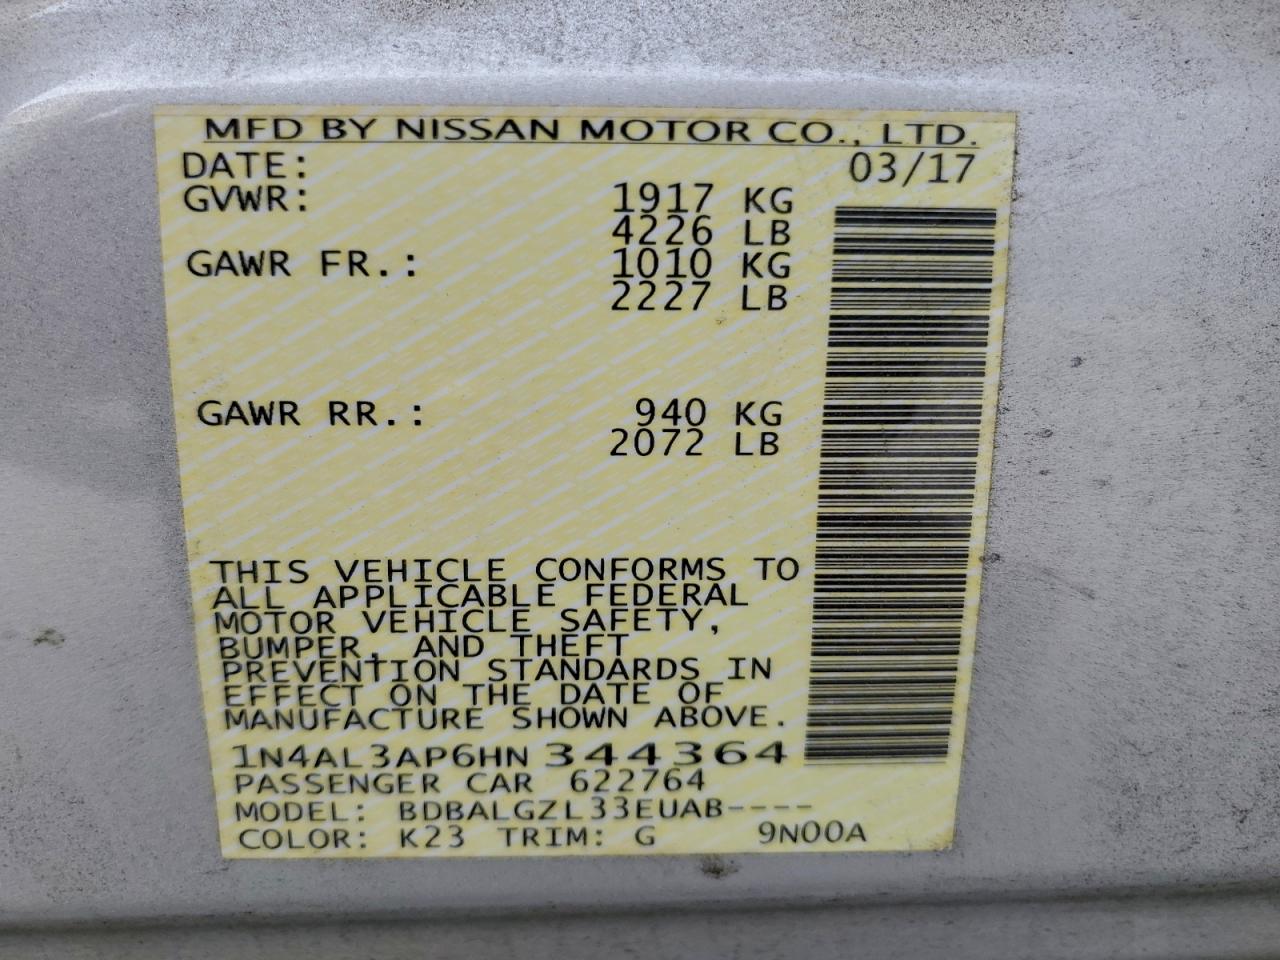 MFD BY NISSAN MOTOR CO., LTD.
DATE: 03/17
GVWR: 1917 KG
4226 LB
GAWR FR.: 1010 KG
2227 LB
GAWR RR.: 940 KG
2072 LB
THIS VEHICLE CONFORMS TO
ALL APPLICABLE FEDERAL
MOTOR VEHICLE SAFETY,
BUMPER, AND THEFT
PREVENTION STANDARDS IN
EFFECT ON THE DATE OF
MANUFACTURE SHOWN ABOVE.
1N4AL3AP6HN344364
PASSENGER CAR 622764
MODEL: BDBALGZL33EUAB----
COLOR: K23 TRIM: G 9N00A